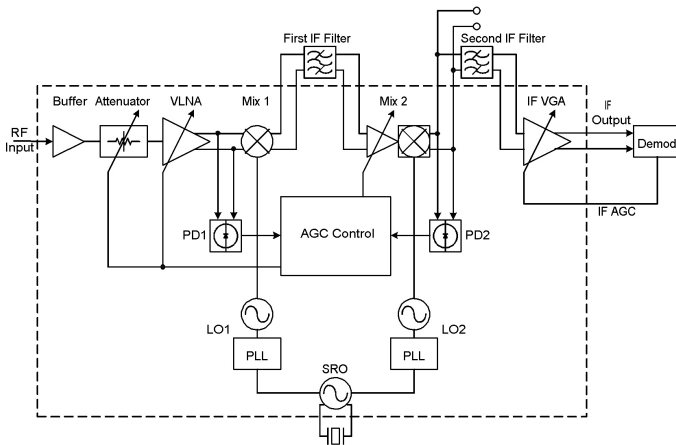 First IF Filter
Second IF Filter
Buffer
Attenuator
VLNA
Mix 1
Mix 2
IF VGA
IF
Output
RF
Input
Demod
PD1
AGC Control
PD2
IF AGC
LO1
LO2
PLL
PLL
SRO